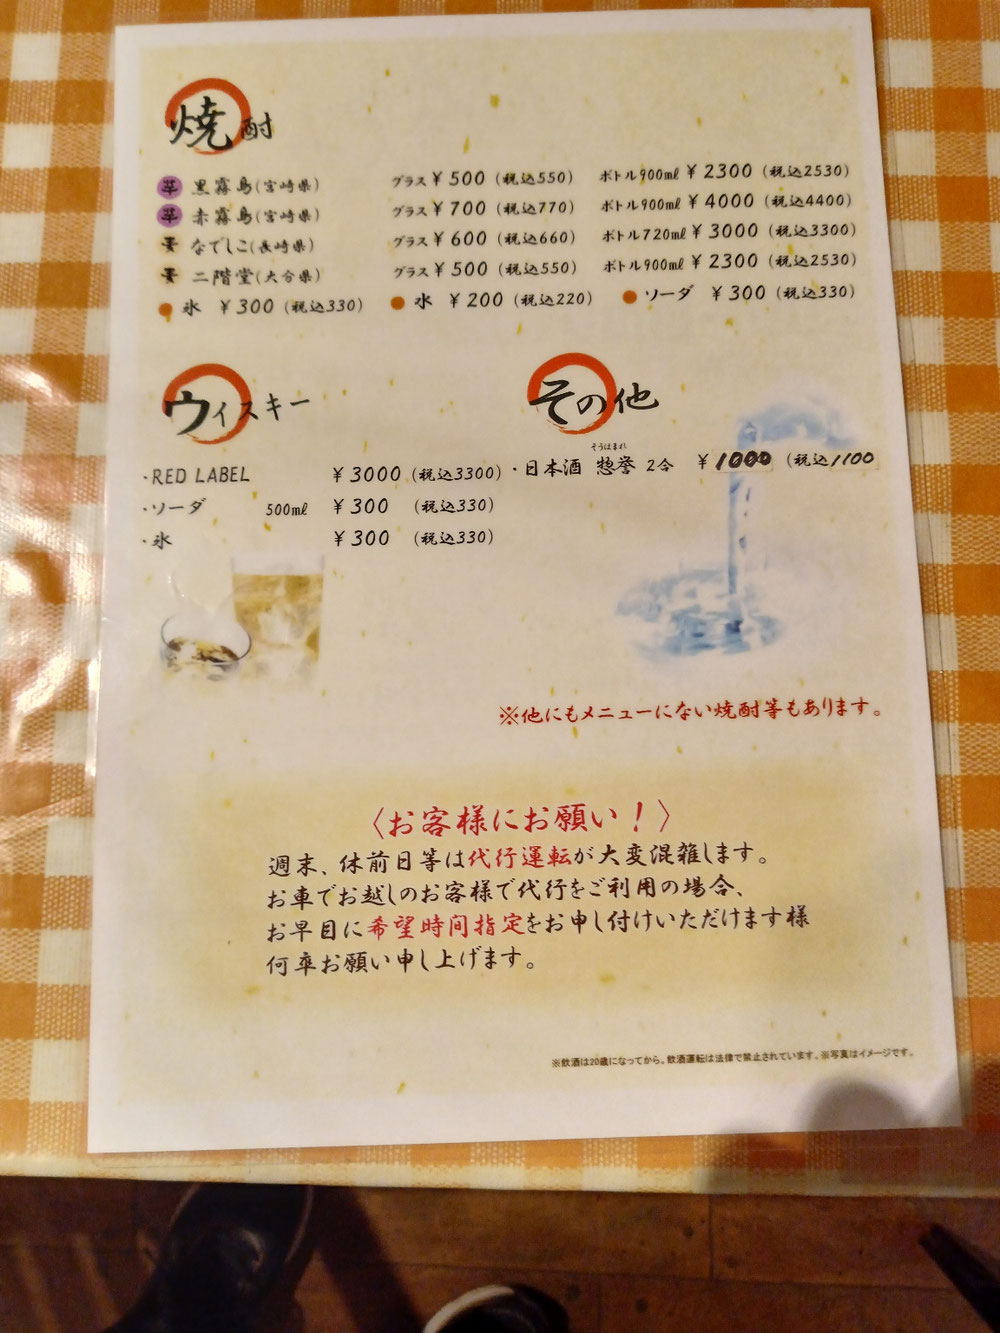 焼酎
芋 黒霧島(宮崎県) グラス ¥500 (税込550) ボトル900ml ¥2300 (税込2530)
芋 赤霧島(宮崎県) グラス ¥700 (税込770) ボトル900ml ¥4000 (税込4400)
麦 なでしこ(長崎県) グラス ¥600 (税込660) ボトル720ml ¥3000 (税込3300)
麦 二階堂(大分県) グラス ¥500 (税込550) ボトル900ml ¥2300 (税込2530)
● 氷 ¥300 (税込330) ● 水 ¥200 (税込220) ● ソーダ ¥300 (税込330)
ウイスキー
・RED LABEL ¥3000 (税込3300)
・ソーダ 500ml ¥300 (税込330)
・氷 ¥300 (税込330)
その他
そうほまれ
・日本酒 惣誉 2合 ¥1000 (税込1100)
※他にもメニューにない焼酎等もあります。
〈お客様にお願い!〉
週末、休前日等は代行運転が大変混雑します。
お車でお越しのお客様で代行をご利用の場合、
お早目に希望時間指定をお申し付けいただけます様
何卒お願い申し上げます。
※飲酒は20歳になってから。飲酒運転は法律で禁止されています。※写真はイメージです。